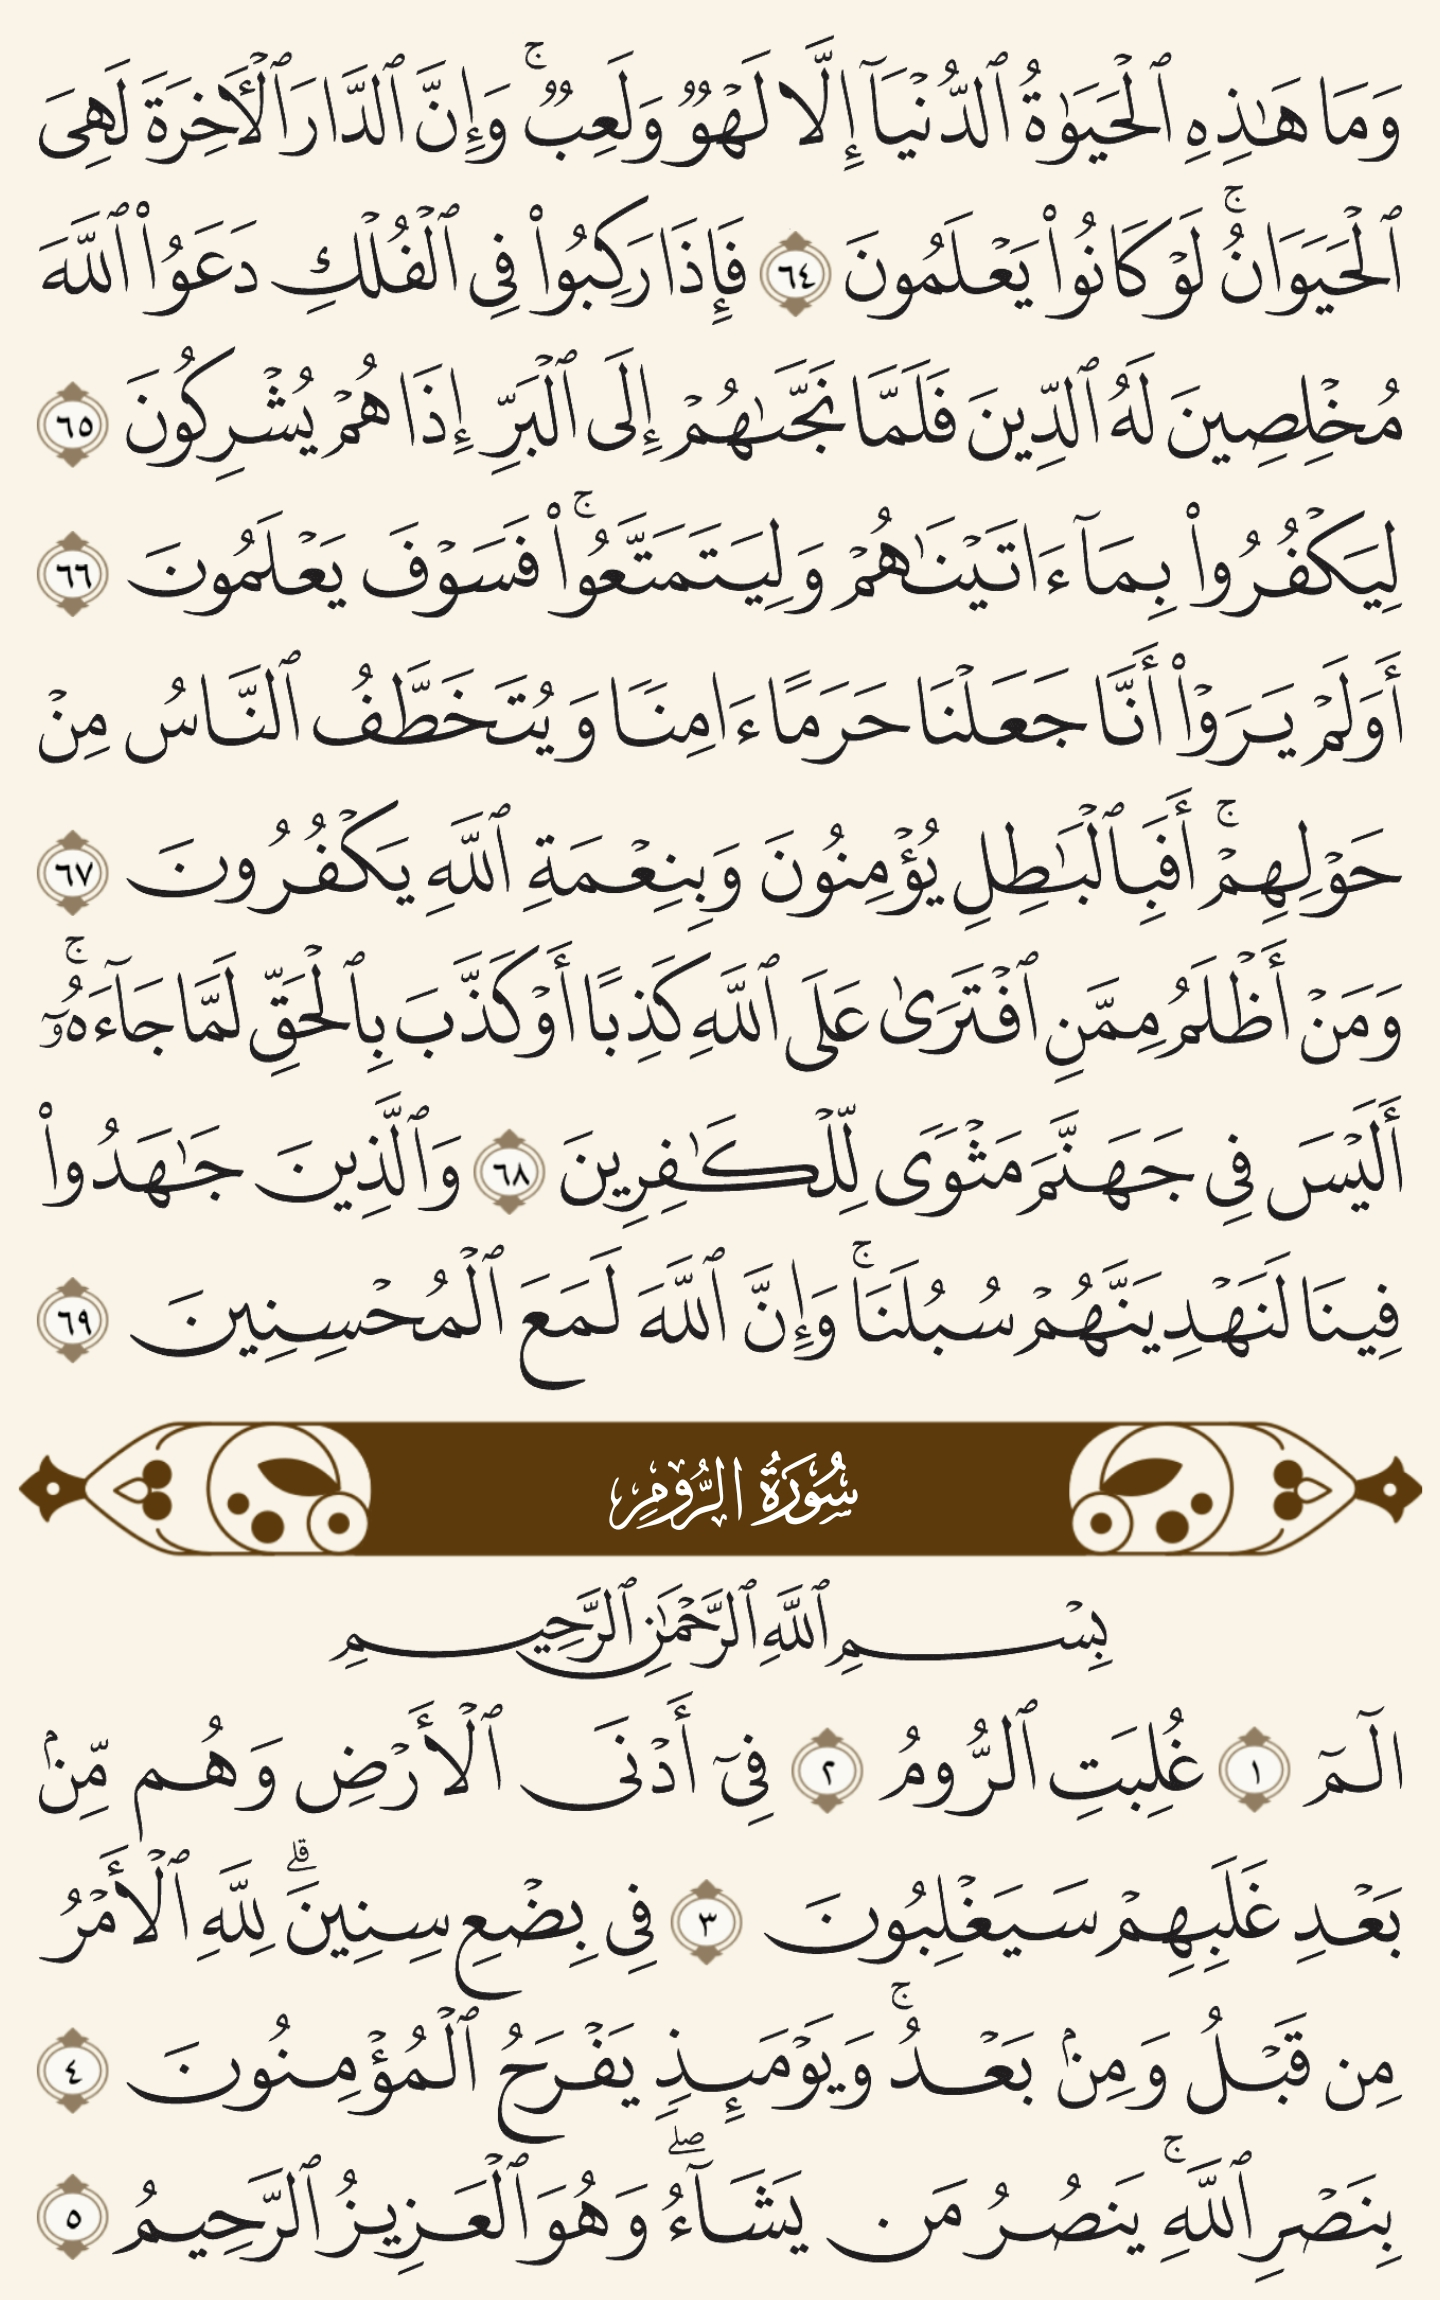 وَمَا هَـٰذِهِ ٱلْحَيَوٰةُ ٱلدُّنْيَآ إِلَّا لَهْوٌ وَلَعِبٌ ۚ وَإِنَّ ٱلدَّارَ ٱلْـَٔاخِرَةَ لَهِىَ
ٱلْحَيَوَانُ ۚ لَوْ كَانُوا۟ يَعْلَمُونَ ٦٤ فَإِذَا رَكِبُوا۟ فِى ٱلْفُلْكِ دَعَوُا۟ ٱللَّهَ
مُخْلِصِينَ لَهُ ٱلدِّينَ فَلَمَّا نَجَّىٰهُمْ إِلَى ٱلْبَرِّ إِذَا هُمْ يُشْرِكُونَ ٦٥
لِيَكْفُرُوا۟ بِمَآ ءَاتَيْنَـٰهُمْ وَلِيَتَمَتَّعُوا۟ ۚ فَسَوْفَ يَعْلَمُونَ ٦٦
أَوَلَمْ يَرَوْا۟ أَنَّا جَعَلْنَا حَرَمًا ءَامِنًا وَيُتَخَطَّفُ ٱلنَّاسُ مِنْ
حَوْلِهِمْ ۚ أَفَبِٱلْبَـٰطِلِ يُؤْمِنُونَ وَبِنِعْمَةِ ٱللَّهِ يَكْفُرُونَ ٦٧
وَمَنْ أَظْلَمُ مِمَّنِ ٱفْتَرَىٰ عَلَى ٱللَّهِ كَذِبًا أَوْ كَذَّبَ بِٱلْحَقِّ لَمَّا جَآءَهُۥٓ ۚ
أَلَيْسَ فِى جَهَنَّمَ مَثْوًى لِّلْكَـٰفِرِينَ ٦٨ وَٱلَّذِينَ جَـٰهَدُوا۟
فِينَا لَنَهْدِيَنَّهُمْ سُبُلَنَا ۚ وَإِنَّ ٱللَّهَ لَمَعَ ٱلْمُحْسِنِينَ ٦٩
سُورَةُ الرُّومِ
بِسْمِ ٱللَّهِ ٱلرَّحْمَـٰنِ ٱلرَّحِيمِ
الٓمٓ ١ غُلِبَتِ ٱلرُّومُ ٢ فِىٓ أَدْنَى ٱلْأَرْضِ وَهُم مِّنۢ
بَعْدِ غَلَبِهِمْ سَيَغْلِبُونَ ٣ فِى بِضْعِ سِنِينَ ۗ لِلَّهِ ٱلْأَمْرُ
مِن قَبْلُ وَمِنۢ بَعْدُ ۚ وَيَوْمَئِذٍ يَفْرَحُ ٱلْمُؤْمِنُونَ ٤
بِنَصْرِ ٱللَّهِ ۚ يَنصُرُ مَن يَشَآءُ ۖ وَهُوَ ٱلْعَزِيزُ ٱلرَّحِيمُ ٥